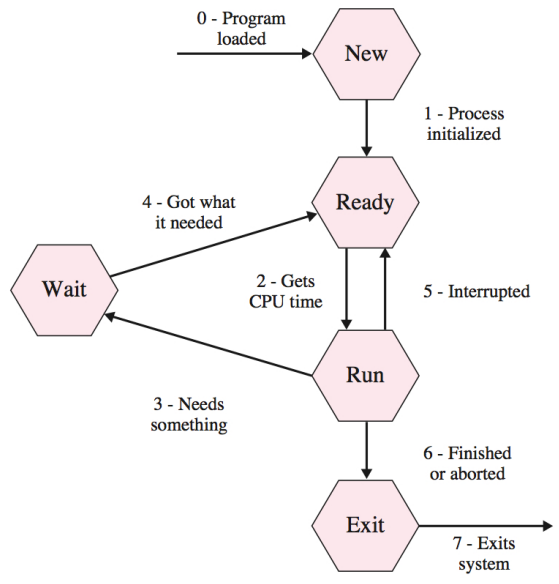 0 - Program
loaded
New
1 - Process
initialized
Ready
4 - Got what
it needed
Wait
2 - Gets
CPU time
5 - Interrupted
Run
3 - Needs
something
6 - Finished
or aborted
Exit
7 - Exits
system